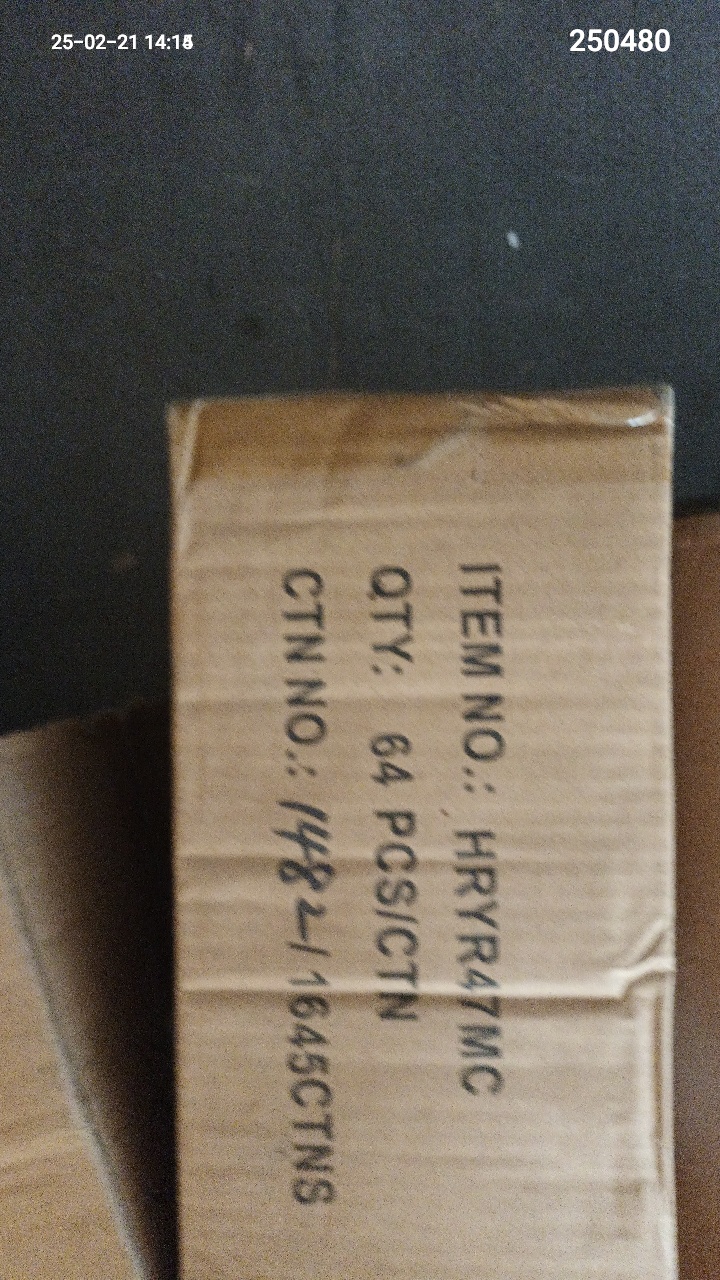 25-02-21 14:15
250480
ITEM NO.: HRYR47MC
QTY: 64 PCS/CTN
CTN NO.: 1482-/1645CTNS